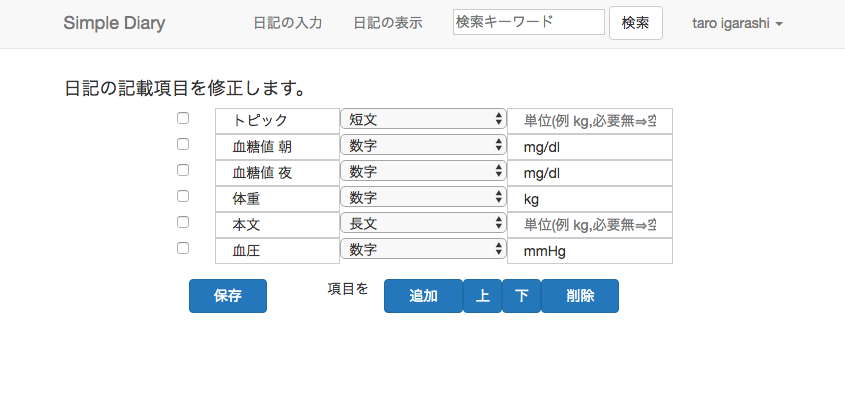 Simple Diary 日記の入力 日記の表示 検索キーワード 検索 taro igarashi
日記の記載項目を修正します。
トピック 短文 単位(例 kg,必要無⇒空
血糖値 朝 数字 mg/dl
血糖値 夜 数字 mg/dl
体重 数字 kg
本文 長文 単位(例 kg,必要無⇒空
血圧 数字 mmHg
保存 項目を 追加 上 下 削除